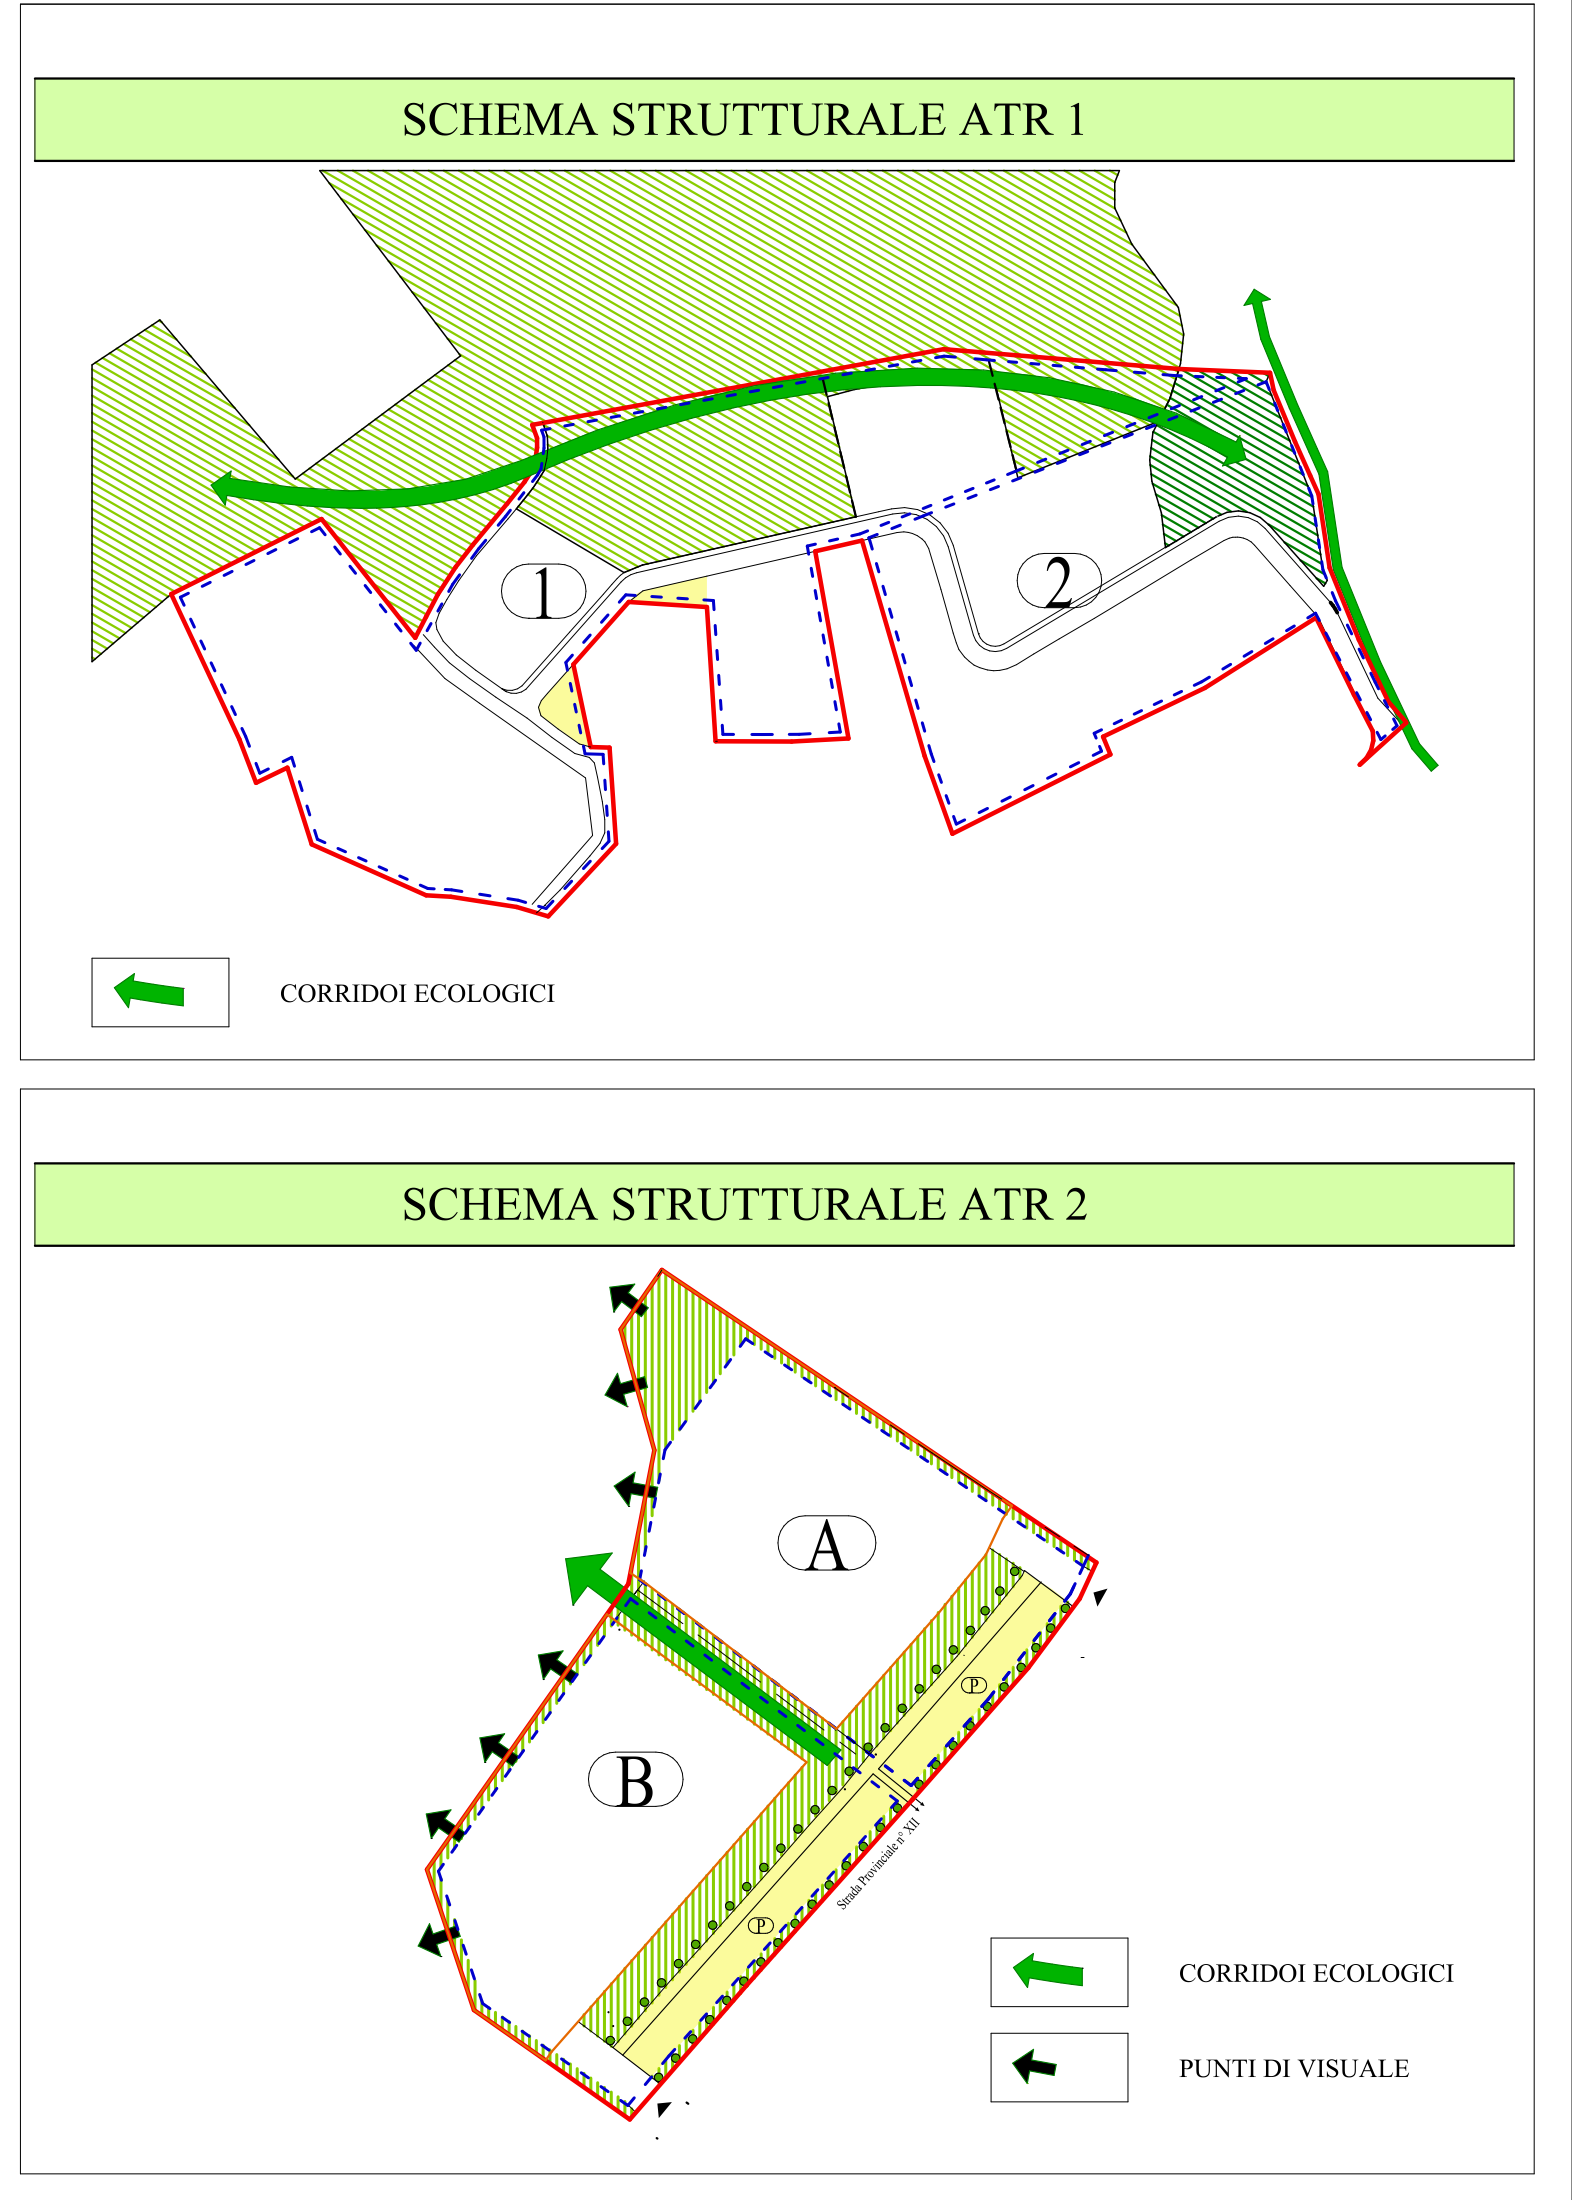 SCHEMA STRUTTURALE ATR 1
1
2
CORRIDOI ECOLOGICI
SCHEMA STRUTTURALE ATR 2
A
P
B
Strada Provinciale n° XII
P
CORRIDOI ECOLOGICI
PUNTI DI VISUALE